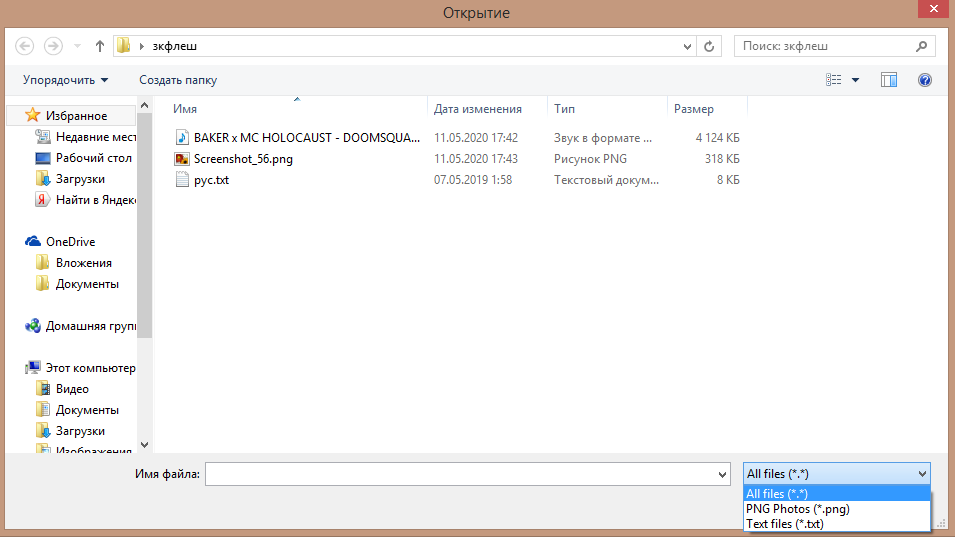 Открытие
зкфлеш
Поиск: зкфлеш
Упорядочить
Создать папку
Имя
Дата изменения
Тип
Размер
BAKER x MC HOLOCAUST - DOOMSQUA...
11.05.2020 17:42
Звук в формате ...
4 124 КБ
Screenshot_56.png
11.05.2020 17:43
Рисунок PNG
318 КБ
рус.txt
07.05.2019 1:58
Текстовый докум...
8 КБ
Избранное
Недавние мест
Рабочий стол
Загрузки
Найти в Яндекс
OneDrive
Вложения
Документы
Домашняя групп
Этот компьютер
Видео
Документы
Загрузки
Изображения
Имя файла:
All files (*.*)
All files (*.*)
PNG Photos (*.png)
Text files (*.txt)